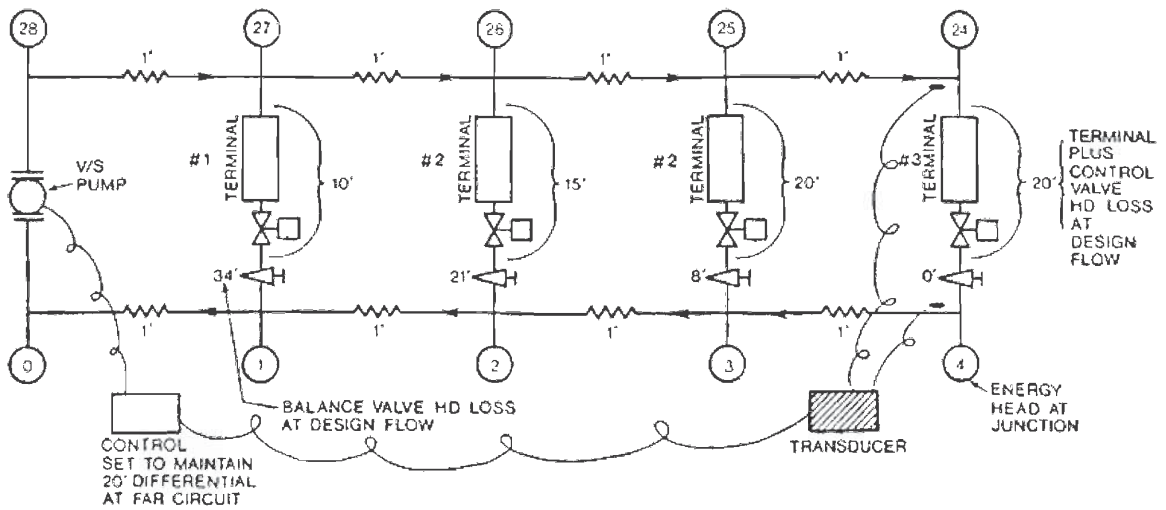 28
27
26
25
24
1'
1'
1'
1'
V/S
PUMP
#1
TERMINAL
10'
#2
TERMINAL
15'
#2
TERMINAL
20'
#3
TERMINAL
20'
TERMINAL
PLUS
CONTROL
VALVE
HD LOSS
AT
DESIGN
FLOW
34'
21'
8'
0'
1'
1'
1'
1'
0
1
2
3
4
BALANCE VALVE HD LOSS
AT DESIGN FLOW
CONTROL
SET TO MAINTAIN
20' DIFFERENTIAL
AT FAR CIRCUIT
TRANSDUCER
ENERGY
HEAD AT
JUNCTION